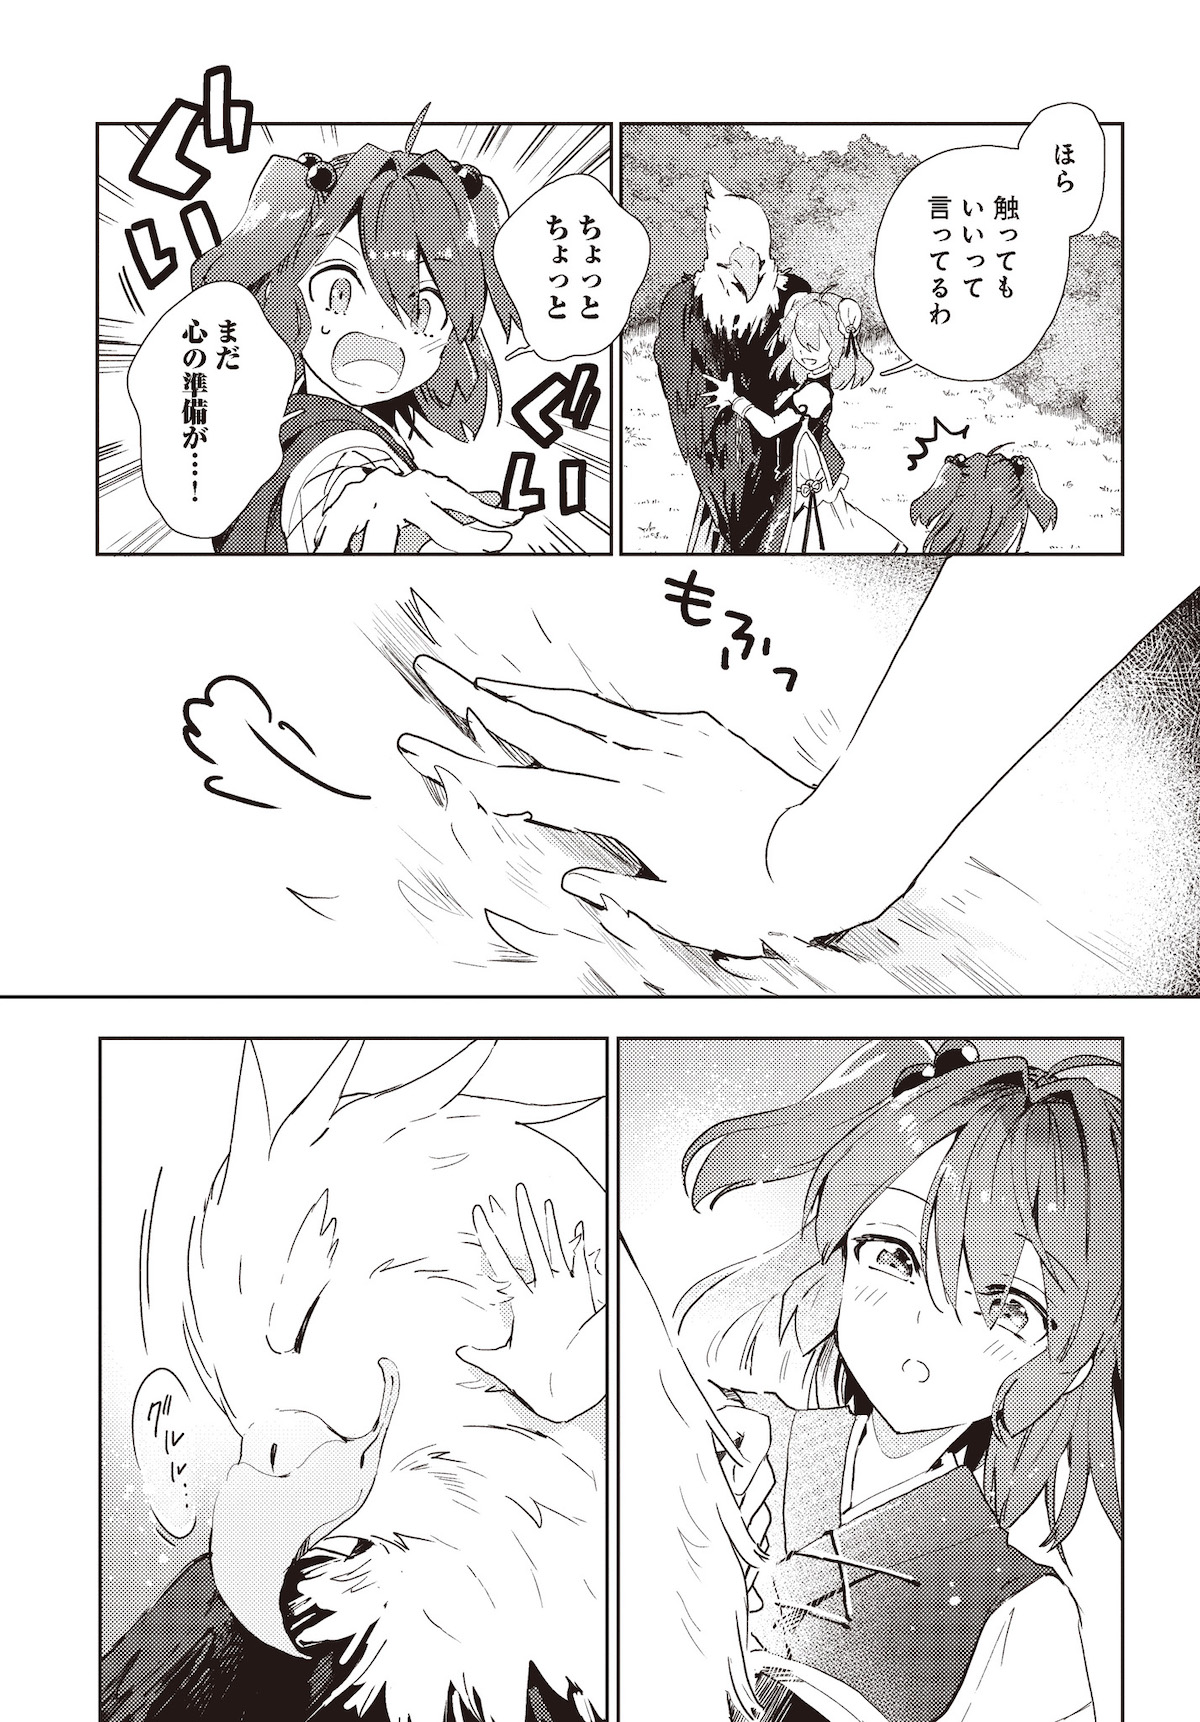 ほら
触っても
いいって
言ってるわ
ちょっと
ちょっと
まだ
心の準備が…!
ぐい
ぐい
もふっ
グルルル…